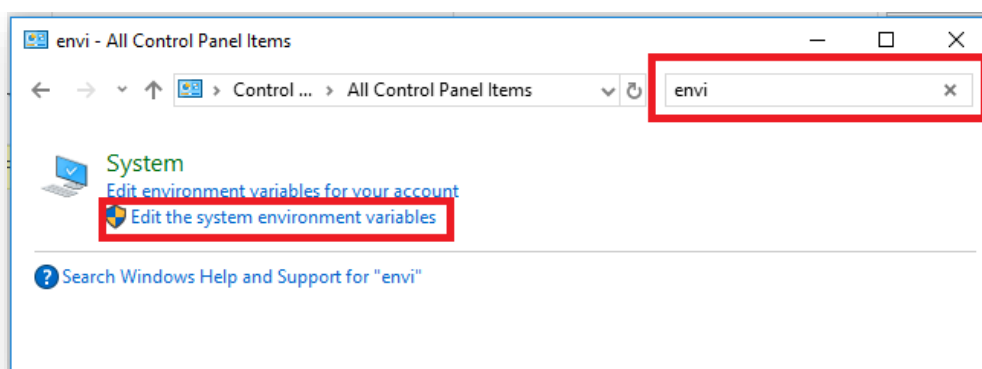 envi - All Control Panel Items
Control ... > All Control Panel Items
envi
System
Edit environment variables for your account
Edit the system environment variables
Search Windows Help and Support for "envi"